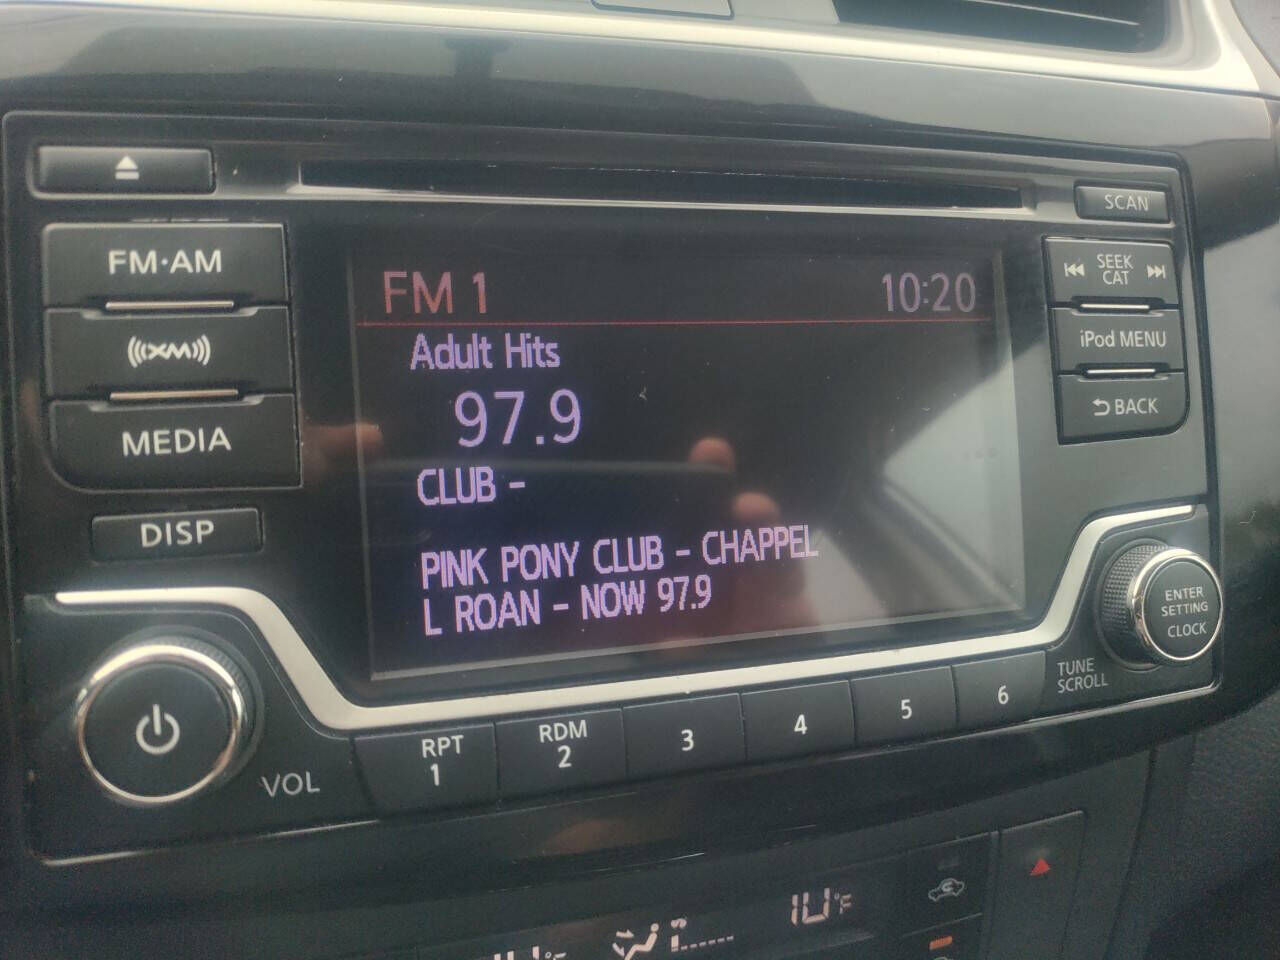 SCAN
FM·AM
SEEK
CAT
FM 1
10:20
Adult Hits
iPod MENU
XM
97.9
BACK
MEDIA
CLUB -
DISP
PINK PONY CLUB - CHAPPEL
L ROAN - NOW 97.9
ENTER
SETTING
CLOCK
TUNE
SCROLL
VOL
RPT
1
RDM
2
3
4
5
6
°F